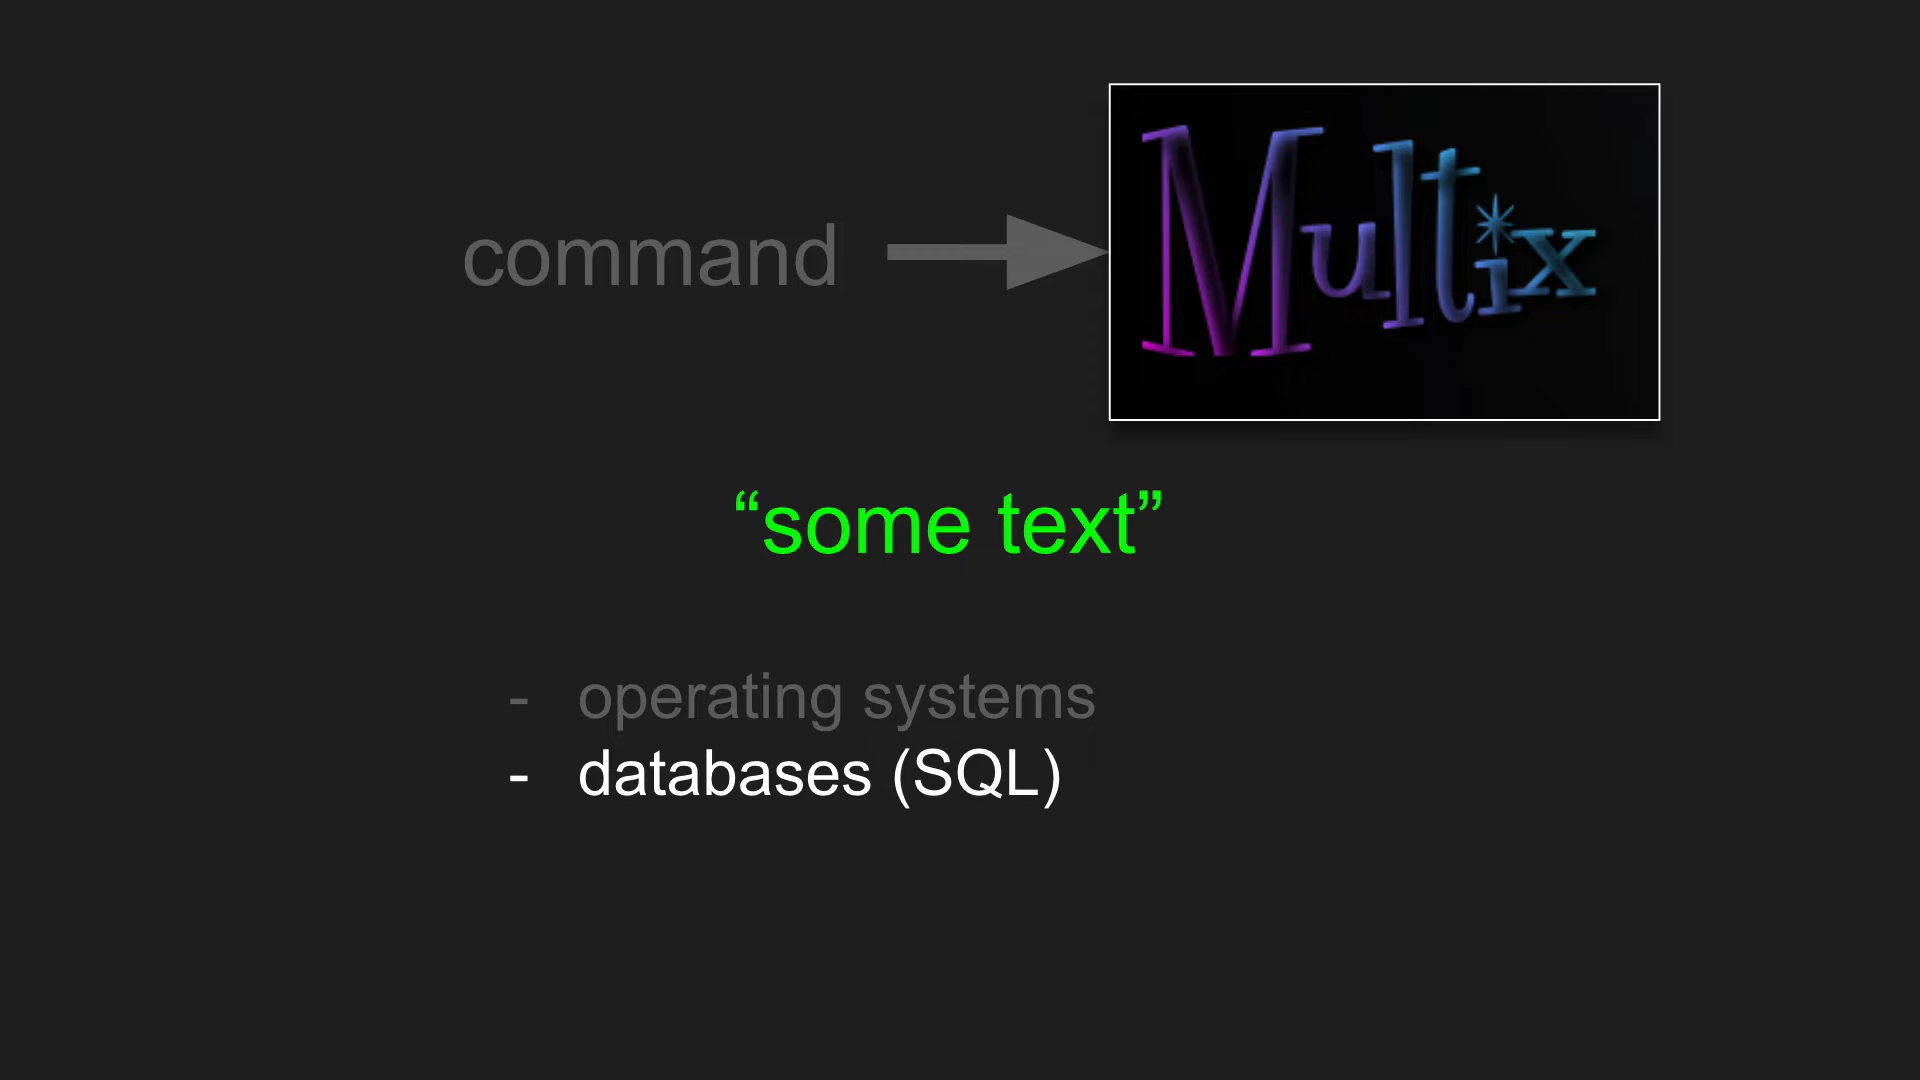 command
Multix
“some text”
- operating systems
- databases (SQL)